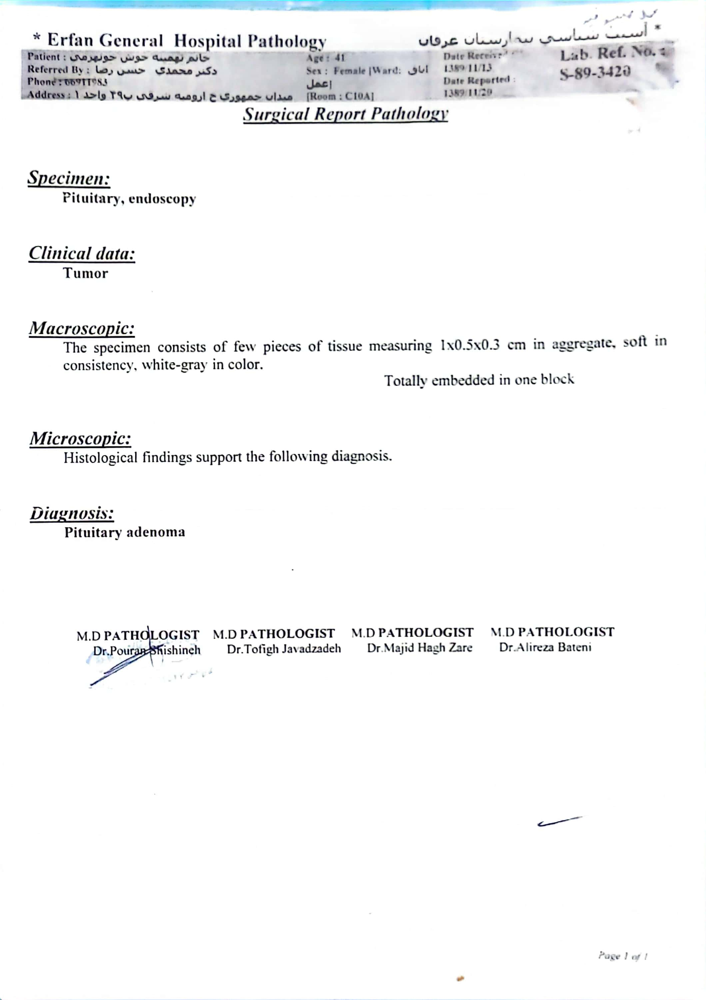 * Erfan General Hospital Pathology
* آسیب شناسی بیمارستان عرفان
Patient : خانم تهمینه خوش خونهرمی Age : 41
Referred By : دکتر محمدی حسن رضا Sex : Female |Ward: اتاق
Phone : 66911983 عمل|
Address : میدان جمهوری خ ارومیه شرقی پ۳۹ واحد ۱ [Room : C10A]
Date Receive
1389/11/13
Date Reported :
1389/11/20
Lab. Ref. No. :
S-89-3420
Surgical Report Pathology
Specimen:
Pituitary, endoscopy
Clinical data:
Tumor
Macroscopic:
The specimen consists of few pieces of tissue measuring 1x0.5x0.3 cm in aggregate, soft in
consistency, white-gray in color.
Totally embedded in one block
Microscopic:
Histological findings support the following diagnosis.
Diagnosis:
Pituitary adenoma
M.D PATHOLOGIST M.D PATHOLOGIST M.D PATHOLOGIST M.D PATHOLOGIST
Dr.Pouran Shishineh Dr.Tofigh Javadzadeh Dr.Majid Hagh Zare Dr.Alireza Bateni
Page 1 of 1